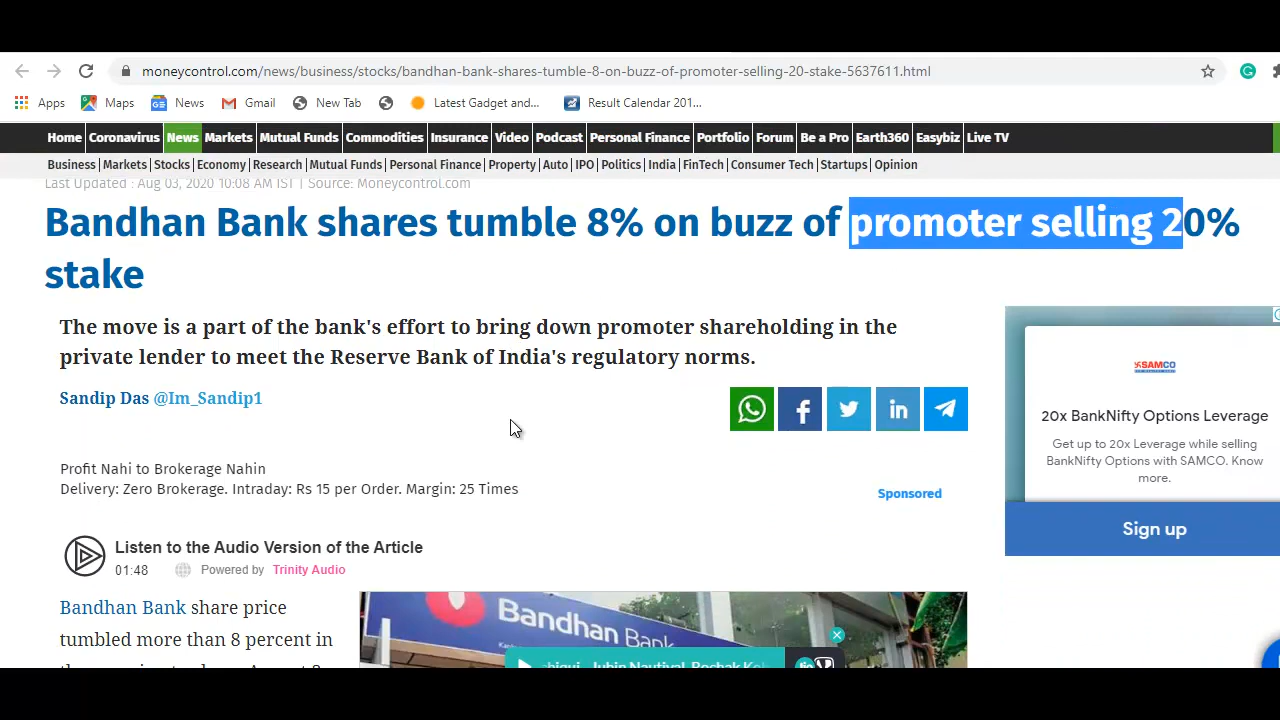 moneycontrol.com/news/business/stocks/bandhan-bank-shares-tumble-8-on-buzz-of-promoter-selling-20-stake-5637611.html
Apps Maps News Gmail New Tab Latest Gadget and... Result Calendar 201...
Home Coronavirus News Markets Mutual Funds Commodities Insurance Video Podcast Personal Finance Portfolio Forum Be a Pro Earth360 Easybiz Live TV
Business | Markets | Stocks | Economy | Research | Mutual Funds | Personal Finance | Property | Auto | IPO | Politics | India | FinTech | Consumer Tech | Startups | Opinion
Last Updated : Aug 03, 2020 10:08 AM IST | Source: Moneycontrol.com
Bandhan Bank shares tumble 8% on buzz of promoter selling 20%
stake
The move is a part of the bank's effort to bring down promoter shareholding in the
private lender to meet the Reserve Bank of India's regulatory norms.
Sandip Das @Im_Sandip1
Profit Nahi to Brokerage Nahin
Delivery: Zero Brokerage. Intraday: Rs 15 per Order. Margin: 25 Times
Sponsored
Listen to the Audio Version of the Article
01:48 Powered by Trinity Audio
Bandhan Bank share price
tumbled more than 8 percent in
Bandhan Bank
SAMCO
20x BankNifty Options Leverage
Get up to 20x Leverage while selling
BankNifty Options with SAMCO. Know
more.
Sign up